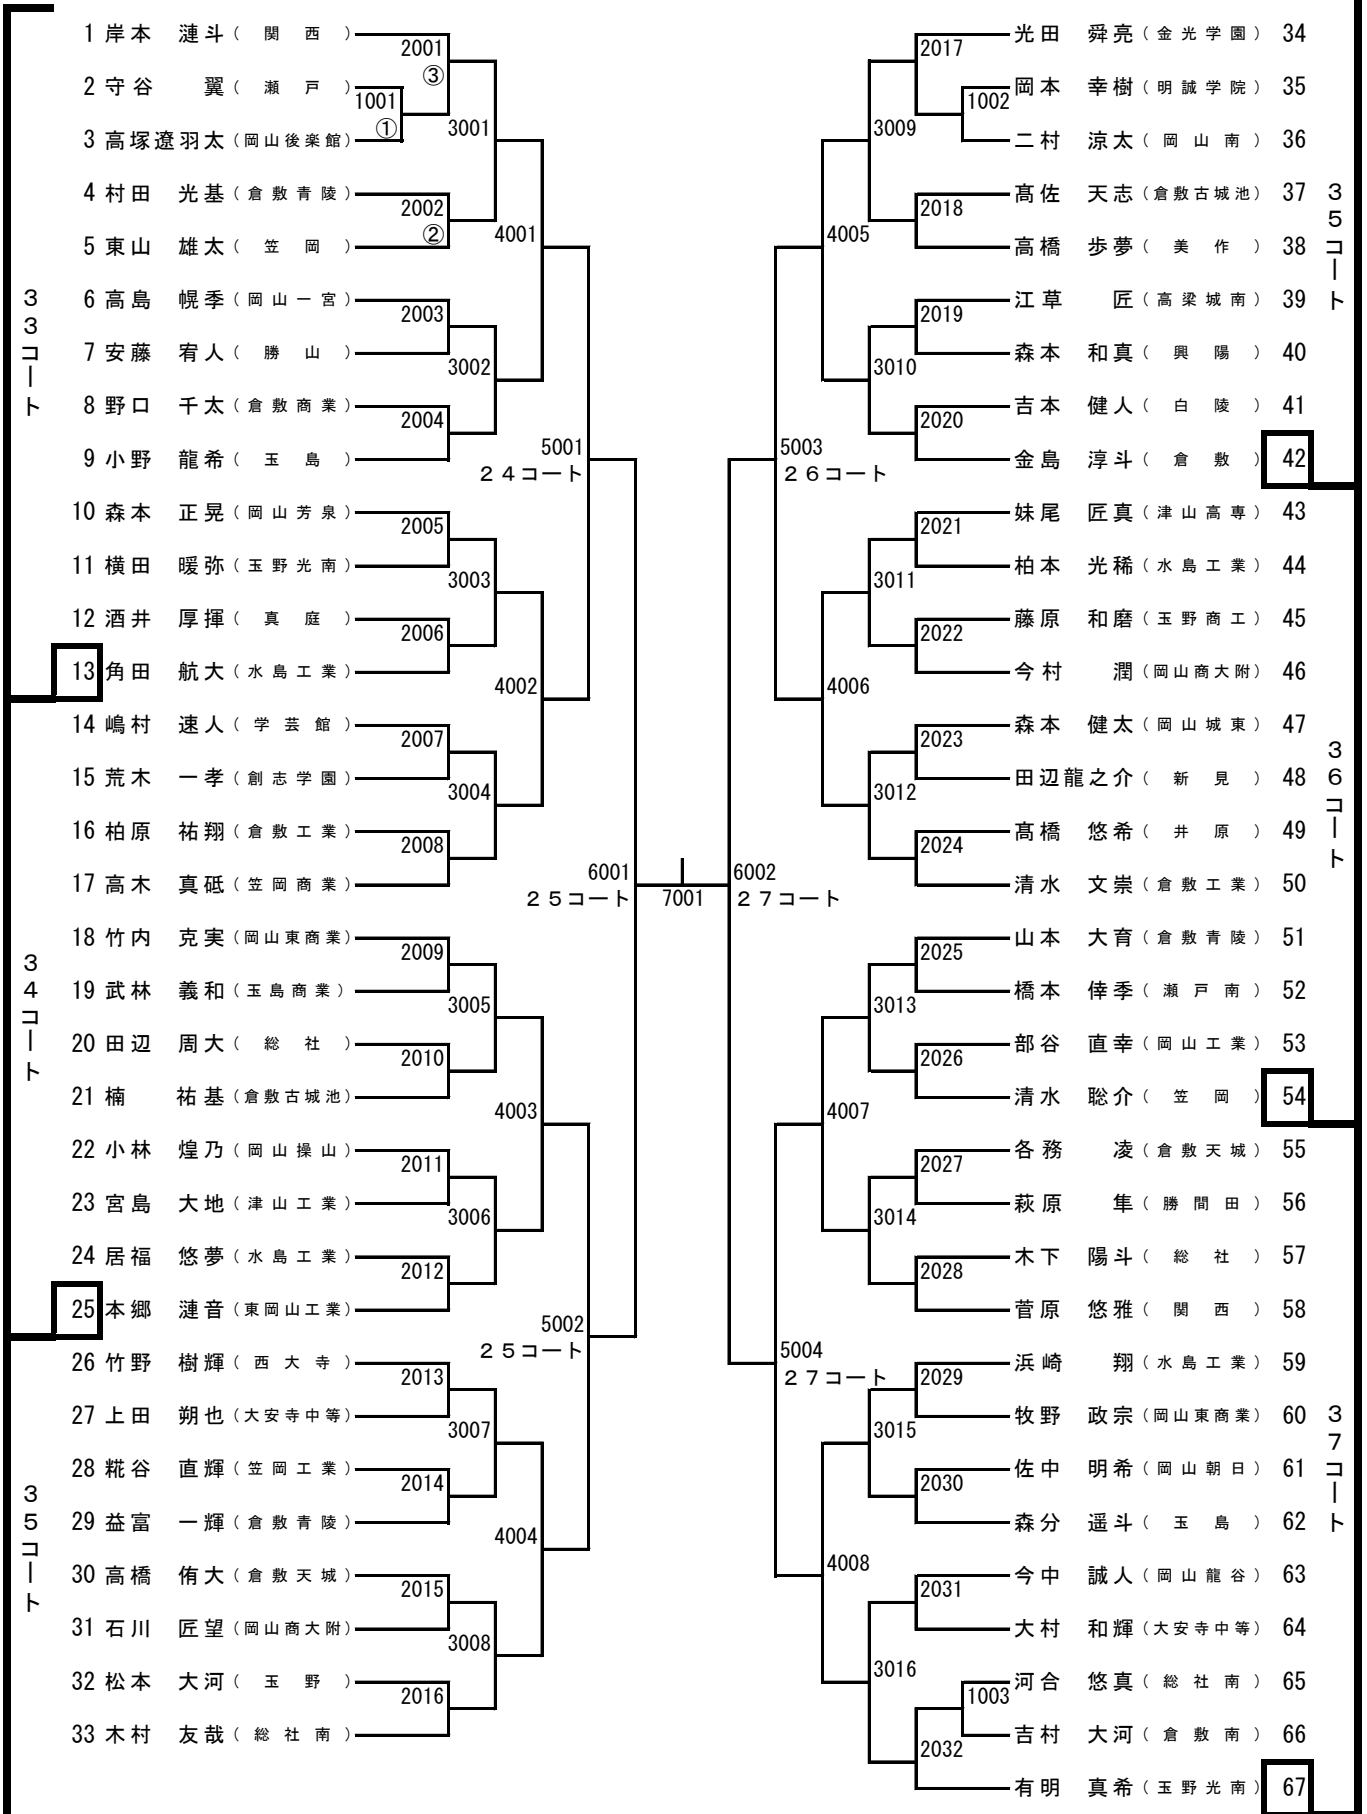 1 岸本 漣斗（ 関 西 ）
2001
③
2 守谷 翼（ 瀬 戸 ）
1001
①
3001
3 高塚遼羽太（岡山後楽館）
4 村田 光基（倉敷青陵）
2002
②
4001
5 東山 雄太（ 笠 岡 ）
33コート
6 高島 幌季（岡山一宮）
2003
7 安藤 宥人（ 勝 山 ）
3002
8 野口 千太（倉敷商業）
2004
9 小野 龍希（ 玉 島 ）
5001
24コート
10 森本 正晃（岡山芳泉）
2005
11 横田 暖弥（玉野光南）
3003
12 酒井 厚揮（ 真 庭 ）
2006
13 角田 航大（水島工業）
4002
14 嶋村 速人（ 学 芸 館 ）
2007
15 荒木 一孝（創志学園）
3004
16 柏原 祐翔（倉敷工業）
2008
17 高木 真砥（笠岡商業）
6001
25コート
7001
18 竹内 克実（岡山東商業）
2009
34コート
19 武林 義和（玉島商業）
3005
20 田辺 周大（ 総 社 ）
2010
21 楠 祐基（倉敷古城池）
4003
22 小林 煌乃（岡山操山）
2011
23 宮島 大地（津山工業）
3006
24 居福 悠夢（水島工業）
2012
25 本郷 漣音（東岡山工業）
5002
25コート
26 竹野 樹輝（ 西 大 寺 ）
2013
27 上田 朔也（大安寺中等）
3007
28 糀谷 直輝（笠岡工業）
2014
35コート
29 益富 一輝（倉敷青陵）
4004
30 高橋 侑大（倉敷天城）
2015
31 石川 匠望（岡山商大附）
3008
32 松本 大河（ 玉 野 ）
2016
33 木村 友哉（ 総 社 南 ）
光田 舜亮（金光学園） 34
2017
岡本 幸樹（明誠学院） 35
1002
3009
二村 涼太（ 岡 山 南 ） 36
髙佐 天志（倉敷古城池） 37
2018
35コート
4005
高橋 歩夢（ 美 作 ） 38
江草 匠（高梁城南） 39
2019
森本 和真（ 興 陽 ） 40
3010
吉本 健人（ 白 陵 ） 41
2020
金島 淳斗（ 倉 敷 ） 42
5003
26コート
妹尾 匠真（津山高専） 43
2021
柏本 光稀（水島工業） 44
3011
藤原 和磨（玉野商工） 45
2022
今村 潤（岡山商大附） 46
4006
森本 健太（岡山城東） 47
2023
36コート
田辺龍之介（ 新 見 ） 48
3012
髙橋 悠希（ 井 原 ） 49
2024
清水 文崇（倉敷工業） 50
6002
27コート
山本 大育（倉敷青陵） 51
2025
橋本 倖季（ 瀬 戸 南 ） 52
3013
部谷 直幸（岡山工業） 53
2026
清水 聡介（ 笠 岡 ） 54
4007
各務 凌（倉敷天城） 55
2027
萩原 隼（ 勝 間 田 ） 56
3014
木下 陽斗（ 総 社 ） 57
2028
菅原 悠雅（ 関 西 ） 58
5004
27コート
浜崎 翔（水島工業） 59
2029
牧野 政宗（岡山東商業） 60
37コート
3015
佐中 明希（岡山朝日） 61
2030
森分 遥斗（ 玉 島 ） 62
4008
今中 誠人（岡山龍谷） 63
2031
大村 和輝（大安寺中等） 64
3016
河合 悠真（ 総 社 南 ） 65
1003
吉村 大河（ 倉 敷 南 ） 66
2032
有明 真希（玉野光南） 67